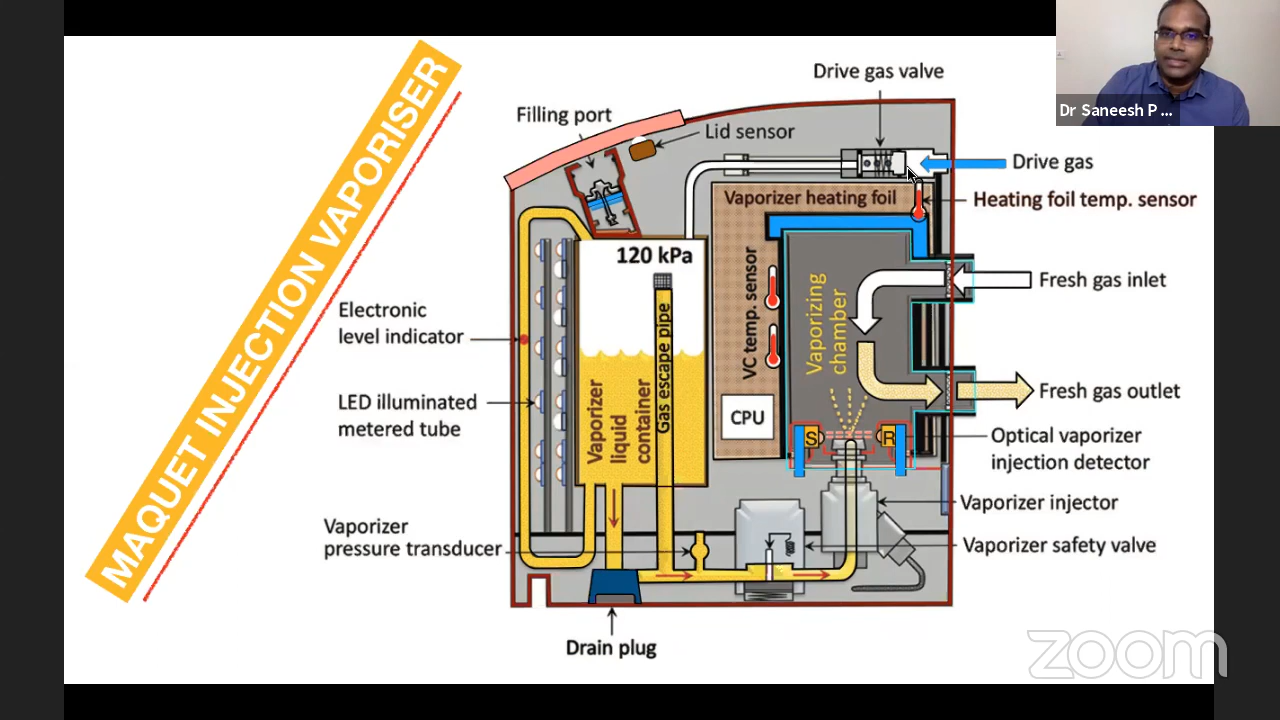 MAQUET INJECTION VAPORISER
Dr Saneesh P ...
Drive gas valve
Filling port
Lid sensor
Drive gas
Vaporizer heating foil
Heating foil temp. sensor
120 kPa
VC temp. sensor
Vaporizing
chamber
Fresh gas inlet
Electronic
level indicator
Gas escape pipe
Vaporizer
liquid
container
Fresh gas outlet
LED illuminated
metered tube
CPU
S
R
Optical vaporizer
injection detector
Vaporizer injector
Vaporizer
pressure transducer
Vaporizer safety valve
Drain plug
zoom